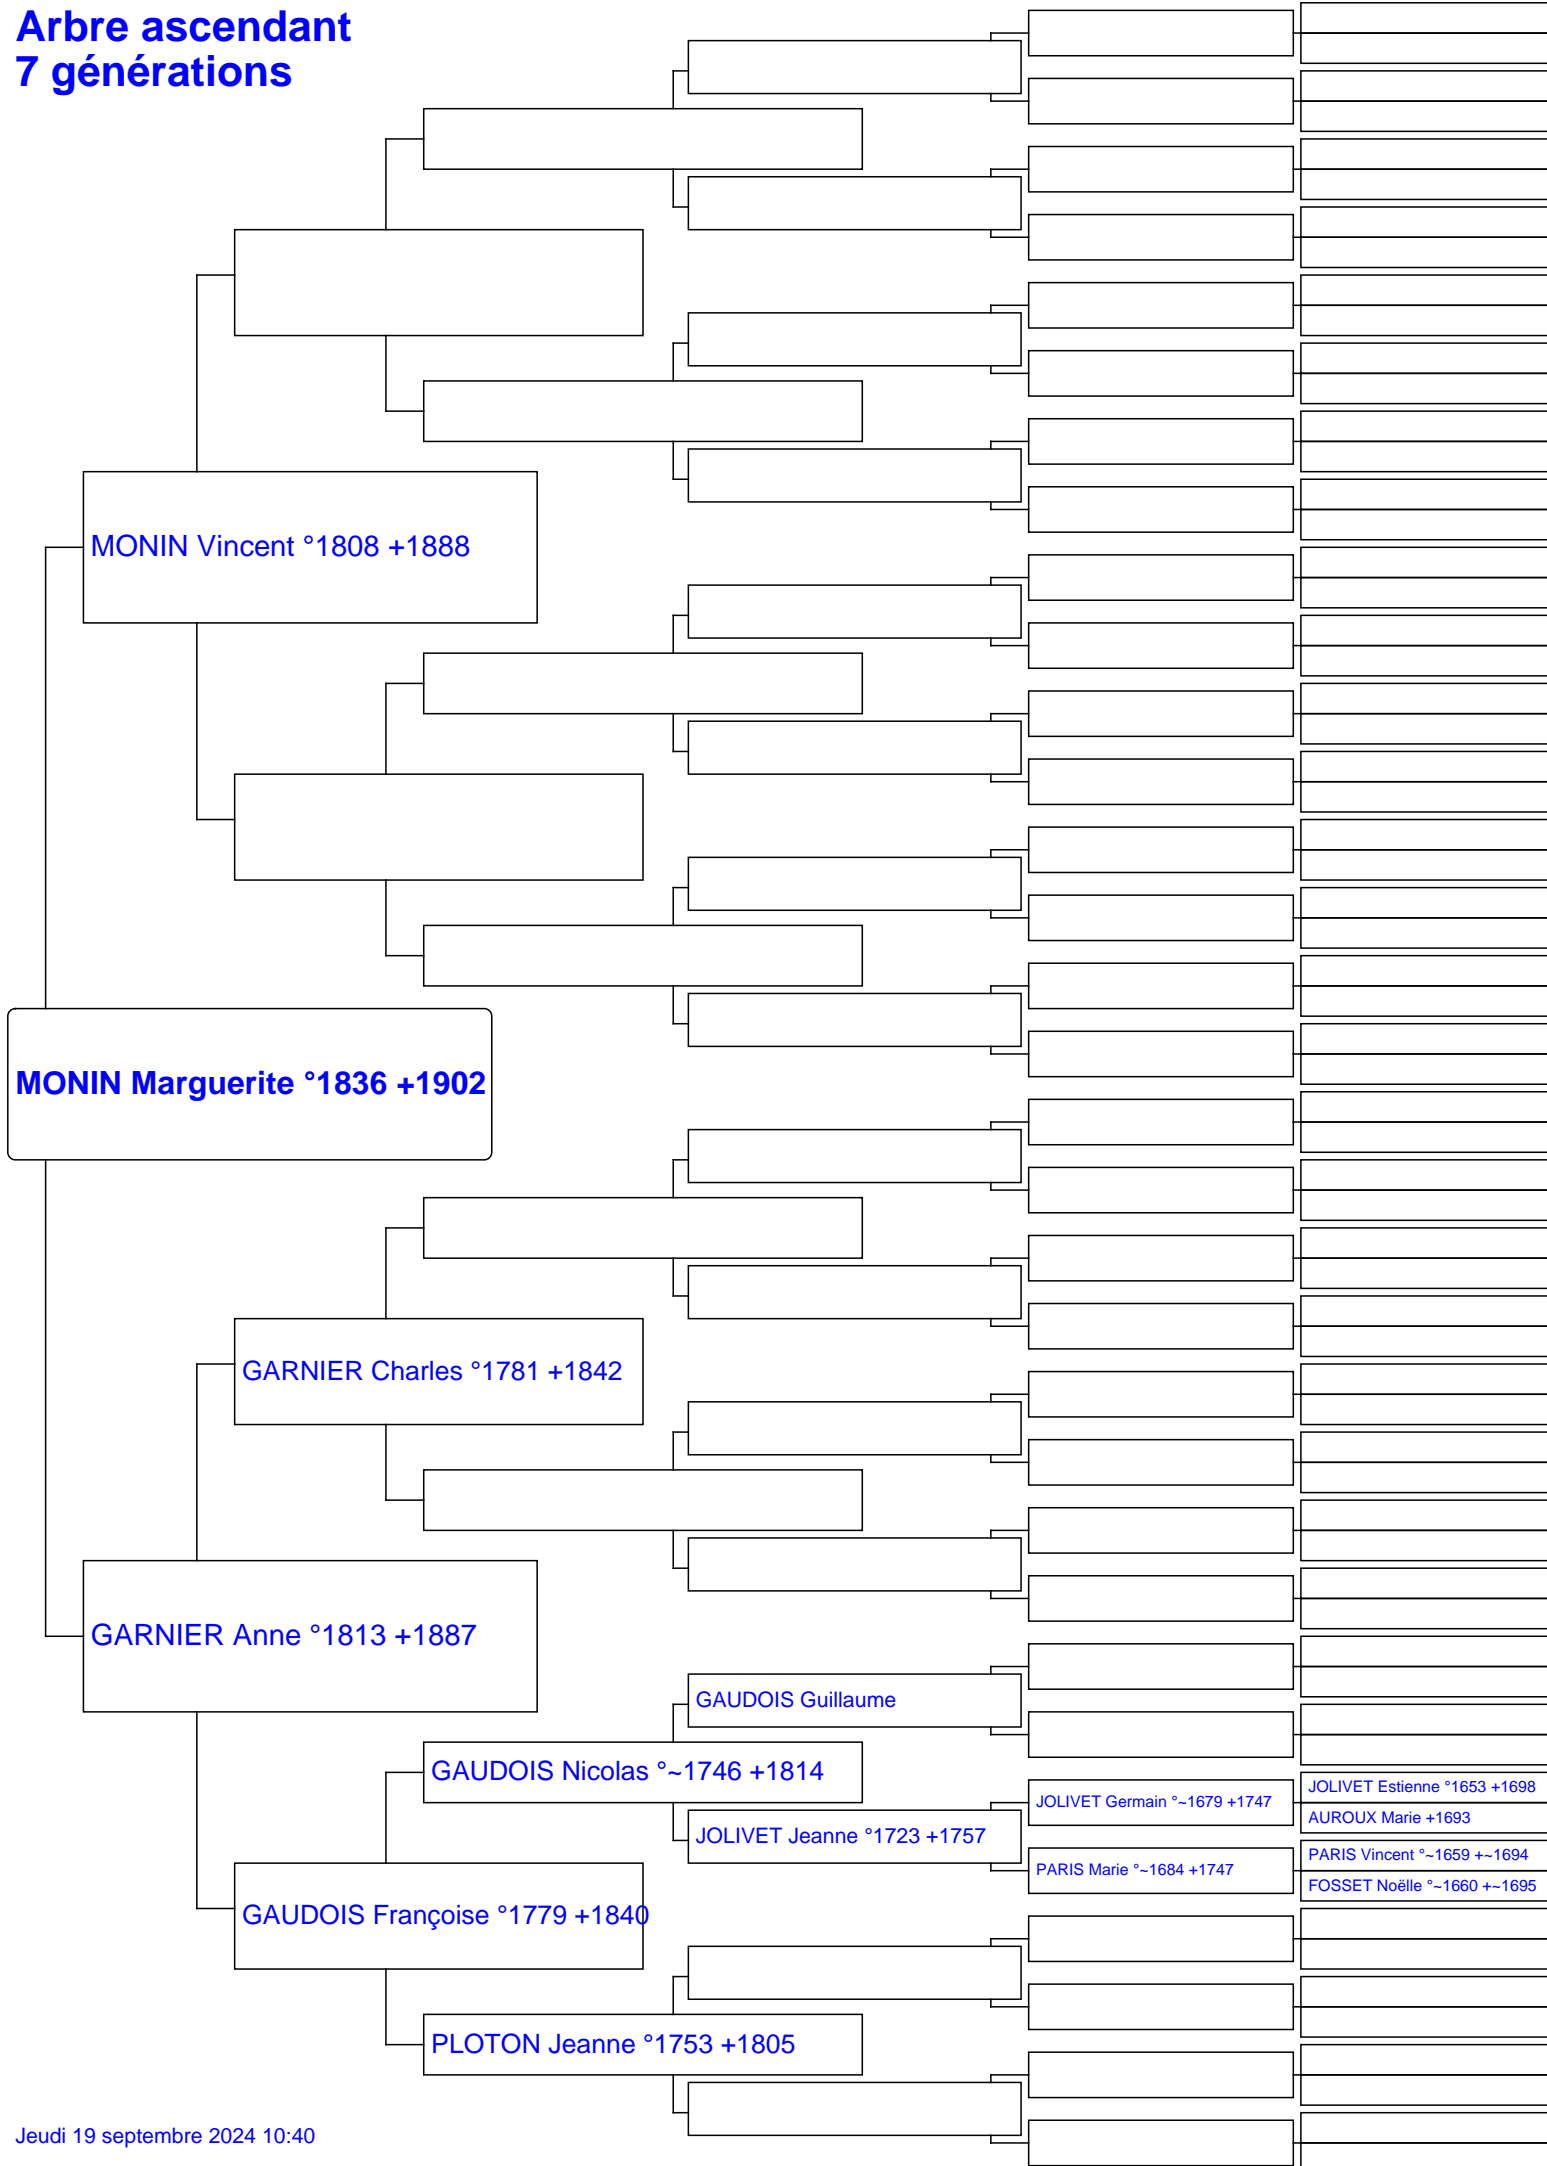 Arbre ascendant
7 générations
MONIN Vincent °1808 +1888
MONIN Marguerite °1836 +1902
GARNIER Charles °1781 +1842
GARNIER Anne °1813 +1887
GAUDOIS Guillaume
GAUDOIS Nicolas °~1746 +1814
JOLIVET Estienne °1653 +1698
JOLIVET Germain °~1679 +1747
AUROUX Marie +1693
JOLIVET Jeanne °1723 +1757
PARIS Vincent °~1659 +~1694
PARIS Marie °~1684 +1747
FOSSET Noëlle °~1660 +~1695
GAUDOIS Françoise °1779 +1840
PLOTON Jeanne °1753 +1805
Jeudi 19 septembre 2024 10:40